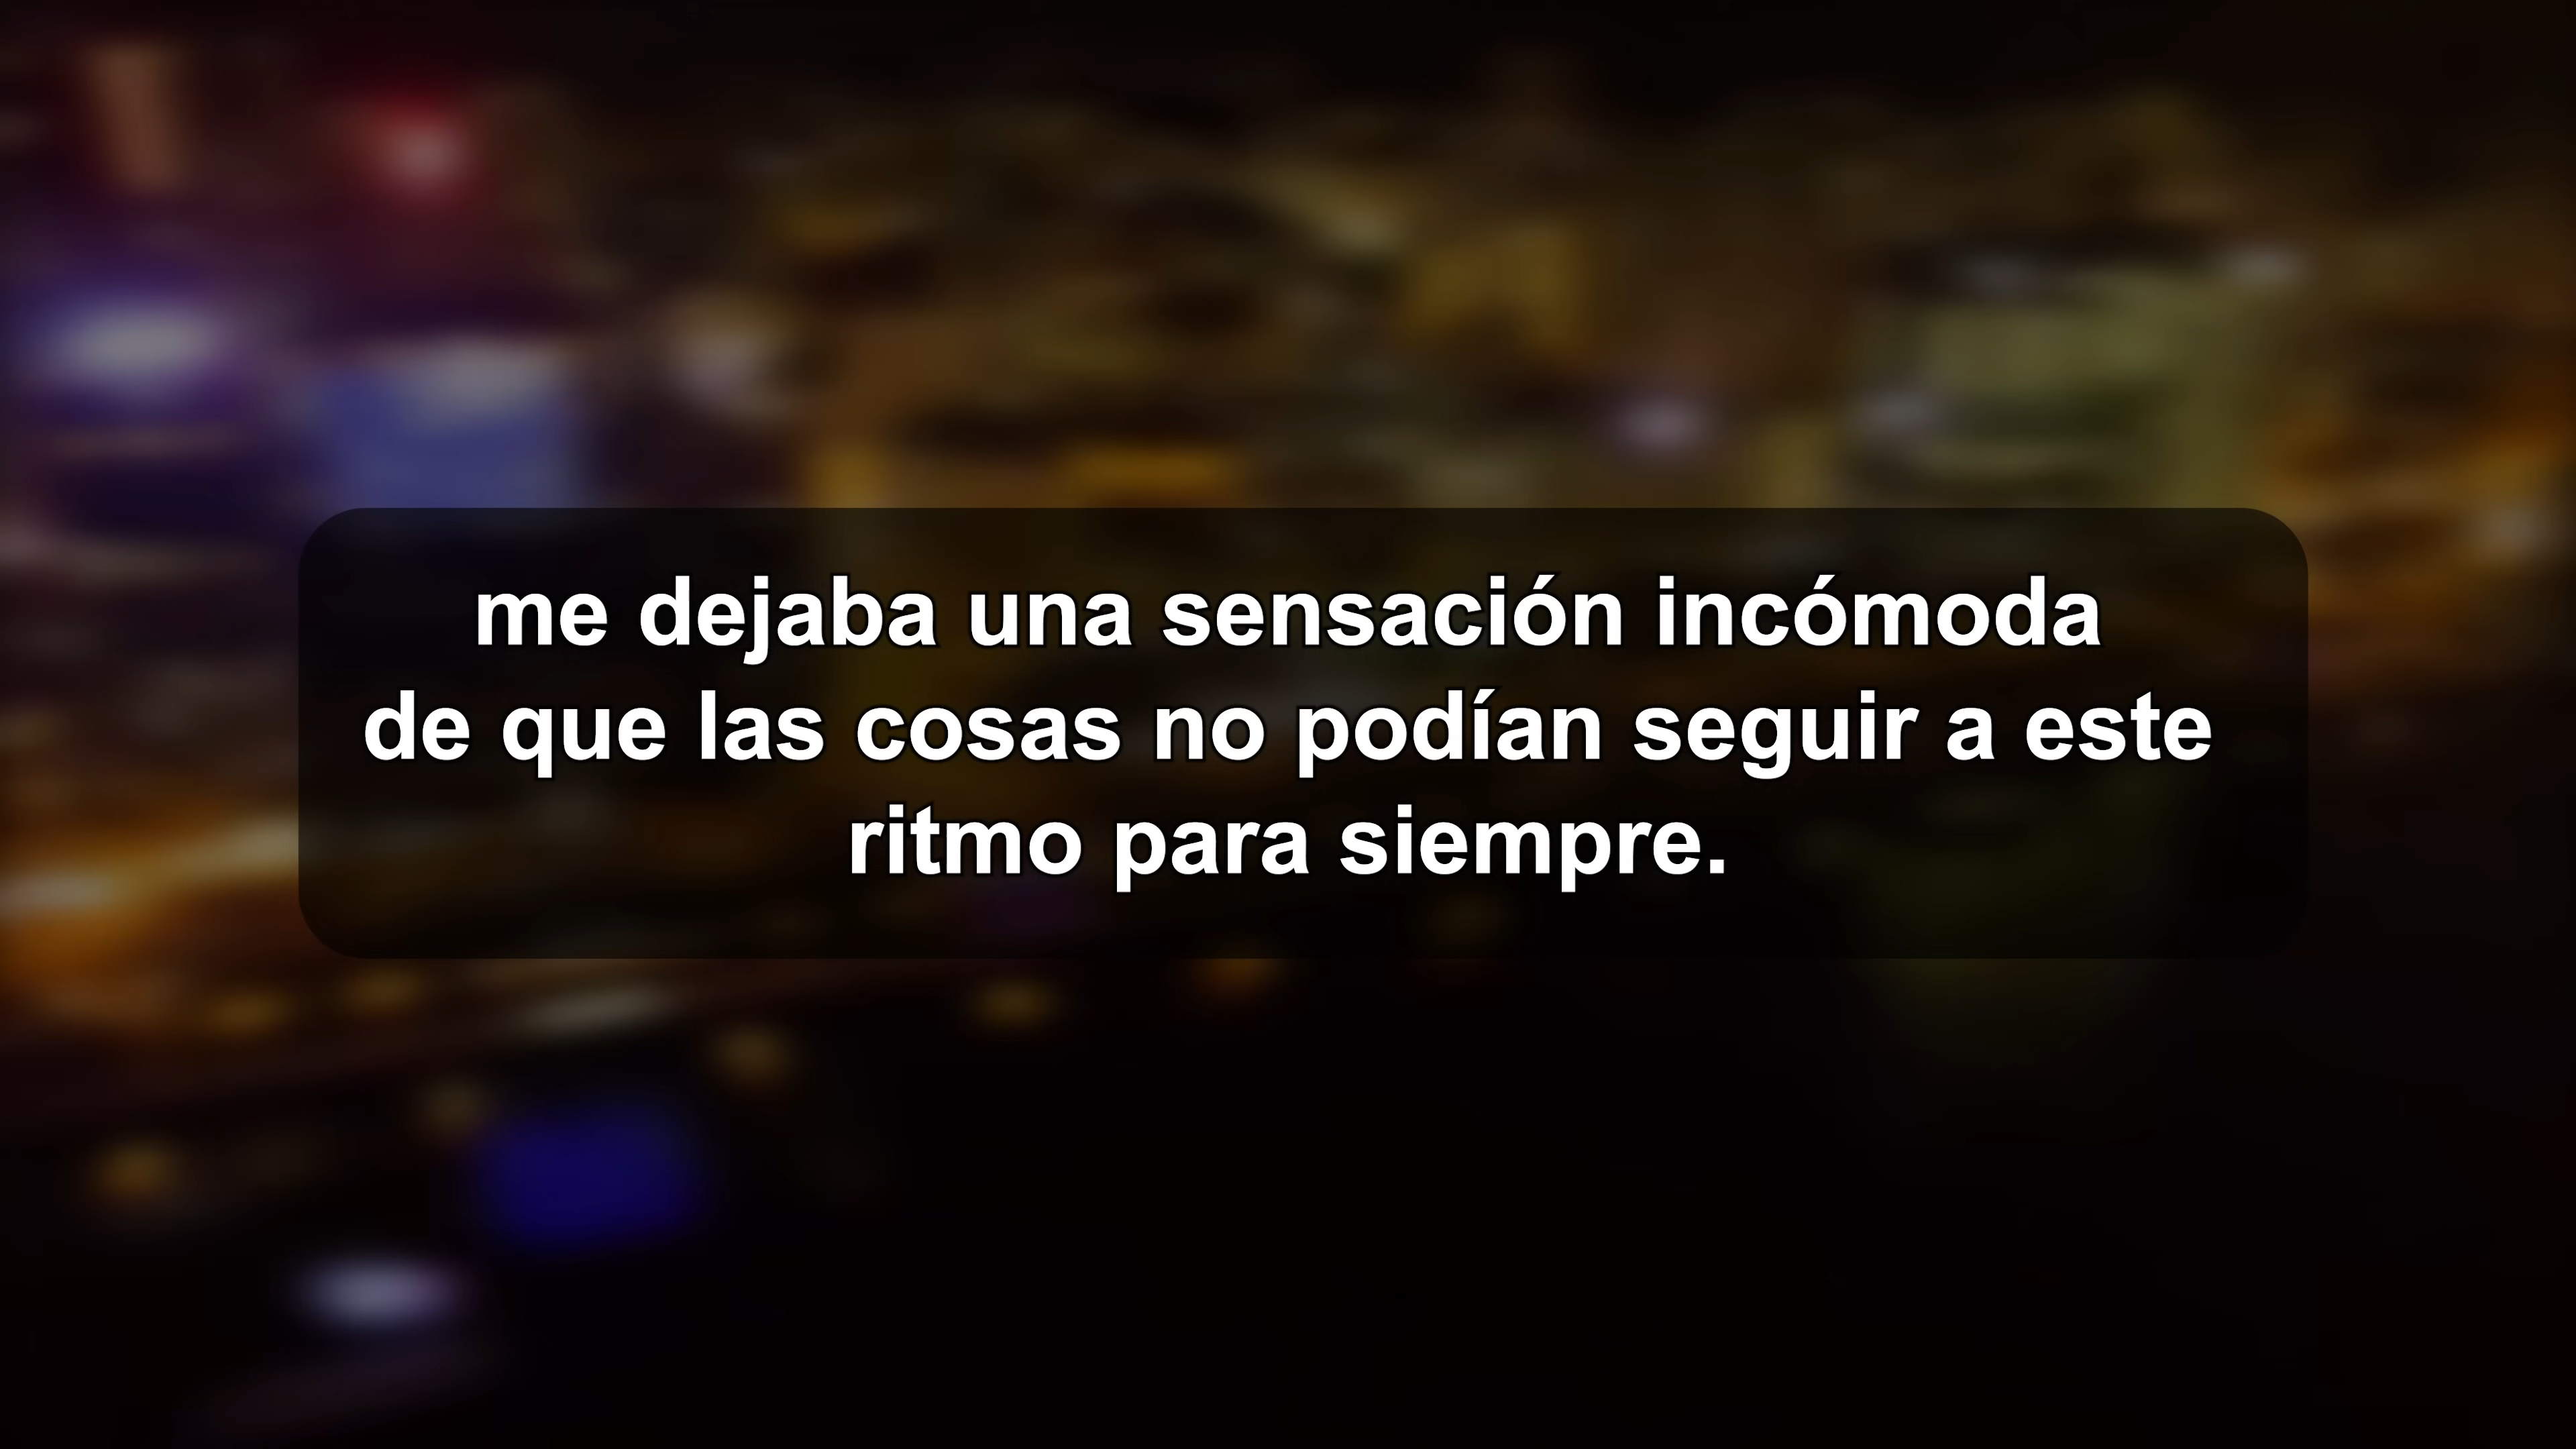 me dejaba una sensación incómoda
de que las cosas no podían seguir a este
ritmo para siempre.